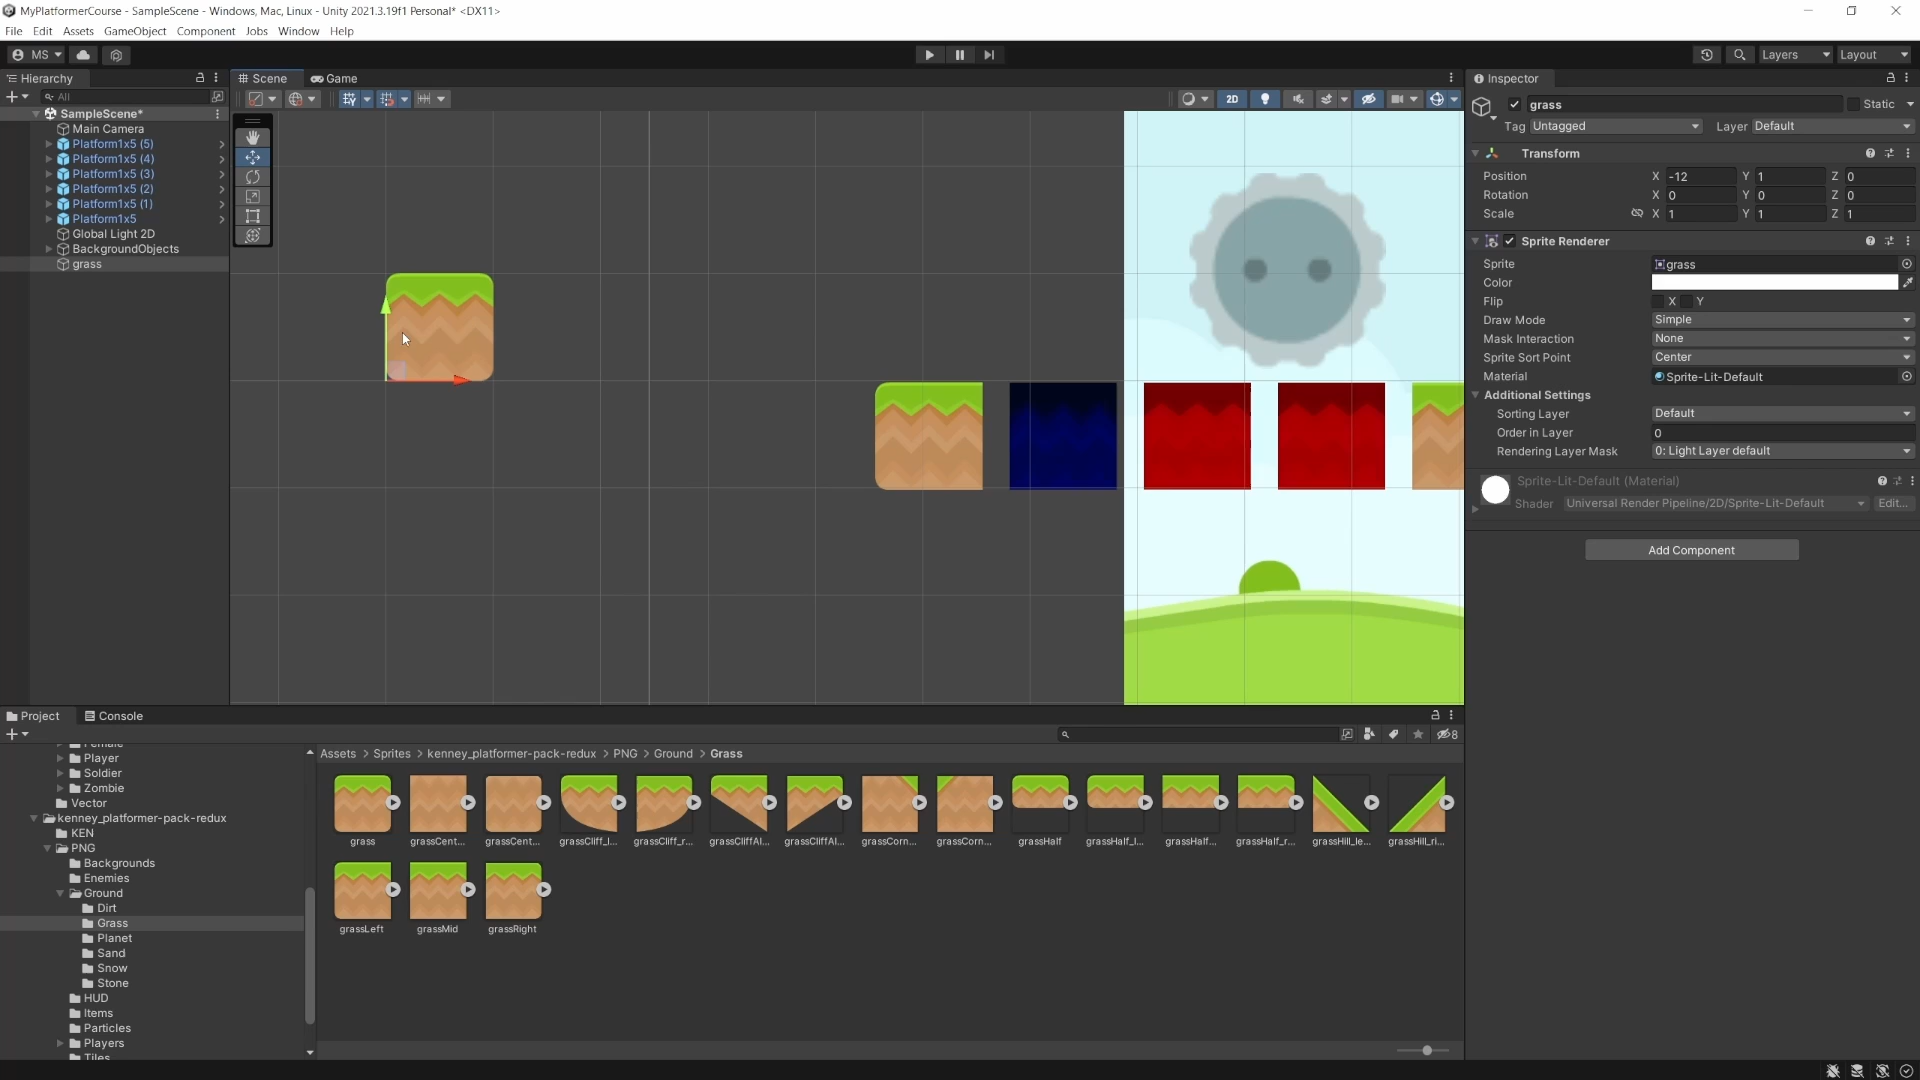 MyPlatformerCourse - SampleScene - Windows, Mac, Linux - Unity 2021.3.19f1 Personal* <DX11>
File Edit Assets GameObject Component Jobs Window Help
MS Layers Layout
Hierarchy
All
SampleScene*
Main Camera
Platform1x5 (5)
Platform1x5 (4)
Platform1x5 (3)
Platform1x5 (2)
Platform1x5 (1)
Platform1x5
Global Light 2D
BackgroundObjects
grass
Scene Game
2D
Inspector
grass Static
Tag Untagged Layer Default
Transform
Position X -12 Y 1 Z 0
Rotation X 0 Y 0 Z 0
Scale X 1 Y 1 Z 1
Sprite Renderer
Sprite grass
Color
Flip X Y
Draw Mode Simple
Mask Interaction None
Sprite Sort Point Center
Material Sprite-Lit-Default
Additional Settings
Sorting Layer Default
Order in Layer 0
Rendering Layer Mask 0: Light Layer default
Sprite-Lit-Default (Material)
Shader Universal Render Pipeline/2D/Sprite-Lit-Default Edit...
Add Component
Project Console
8
Female
Player
Soldier
Zombie
Vector
kenney_platformer-pack-redux
KEN
PNG
Backgrounds
Enemies
Ground
Dirt
Grass
Planet
Sand
Snow
Stone
HUD
Items
Particles
Players
Tiles
Assets > Sprites > kenney_platformer-pack-redux > PNG > Ground > Grass
grass grassCent... grassCent... grassCliff_l... grassCliff_r... grassCliffAl... grassCliffAl... grassCorn... grassCorn... grassHalf grassHalf_l... grassHalf... grassHalf_r... grassHill_le... grassHill_ri...
grassLeft grassMid grassRight